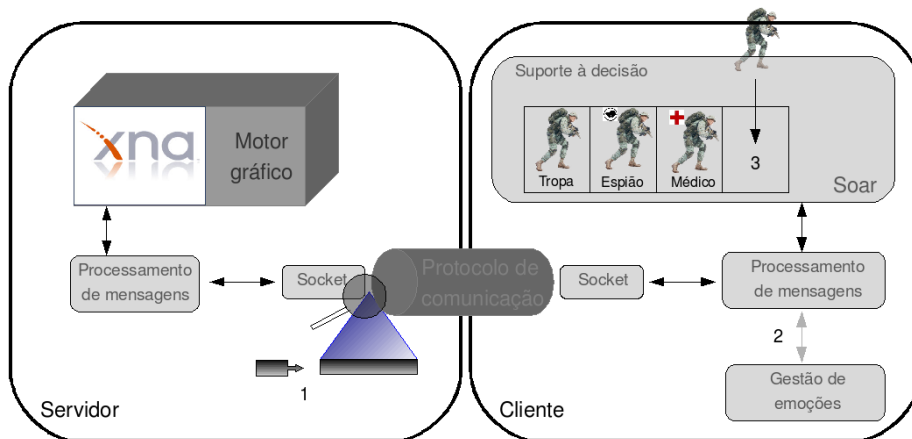 Suporte à decisão
xna
Motor
gráfico
Tropa
Espião
Médico
3
Soar
Processamento
de mensagens
Socket
Protocolo de
comunicação
Socket
Processamento
de mensagens
1
2
Gestão de
emoções
Servidor
Cliente